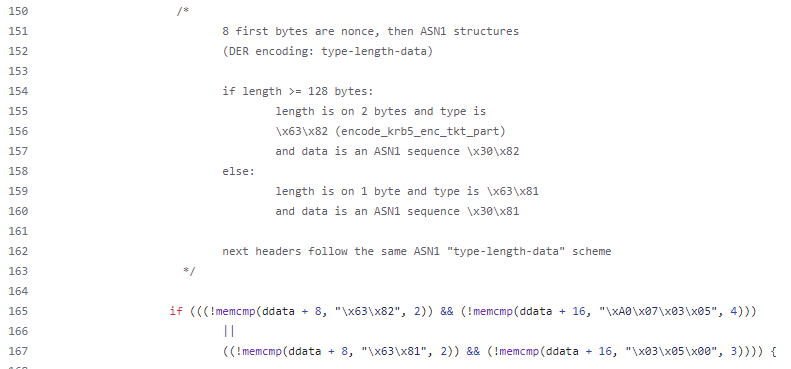 150 /*
151 8 first bytes are nonce, then ASN1 structures
152 (DER encoding: type-length-data)
153
154 if length >= 128 bytes:
155 length is on 2 bytes and type is
156 \x63\x82 (encode_krb5_enc_tkt_part)
157 and data is an ASN1 sequence \x30\x82
158 else:
159 length is on 1 byte and type is \x63\x81
160 and data is an ASN1 sequence \x30\x81
161
162 next headers follow the same ASN1 "type-length-data" scheme
163 */
164
165 if (((!memcmp(ddata + 8, "\x63\x82", 2)) && (!memcmp(ddata + 16, "\xA0\x07\x03\x05", 4)))
166 ||
167 ((!memcmp(ddata + 8, "\x63\x81", 2)) && (!memcmp(ddata + 16, "\x03\x05\x00", 3)))) {